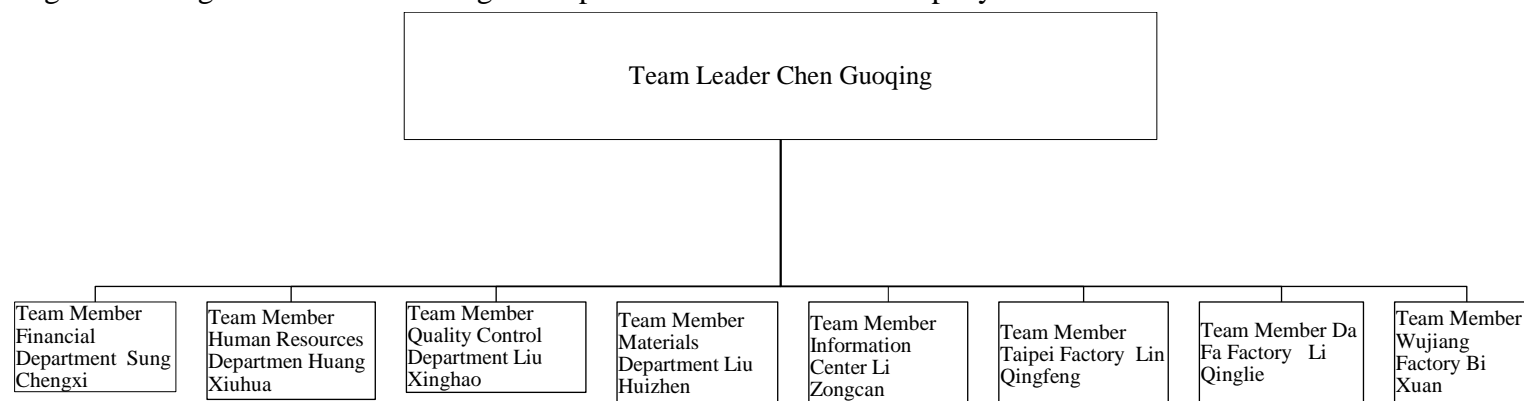 Team Leader Chen Guoqing
Team Member
Financial
Department Sung
Chengxi
Team Member
Human Resources
Departmen Huang
Xiuhua
Team Member
Quality Control
Department Liu
Xinghao
Team Member
Materials
Department Liu
Huizhen
Team Member
Information
Center Li
Zongcan
Team Member
Taipei Factory Lin
Qingfeng
Team Member Da
Fa Factory Li
Qinglie
Team Member
Wujiang
Factory Bi
Xuan